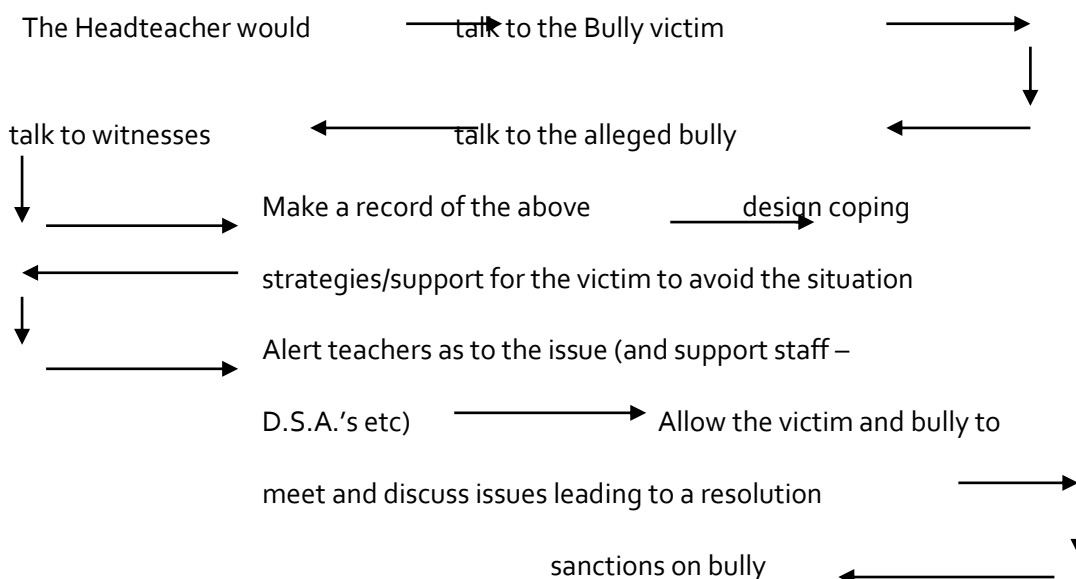 The Headteacher would talk to the Bully victim
talk to witnesses talk to the alleged bully
Make a record of the above design coping
strategies/support for the victim to avoid the situation
Alert teachers as to the issue (and support staff –
D.S.A.’s etc) Allow the victim and bully to
meet and discuss issues leading to a resolution
sanctions on bully